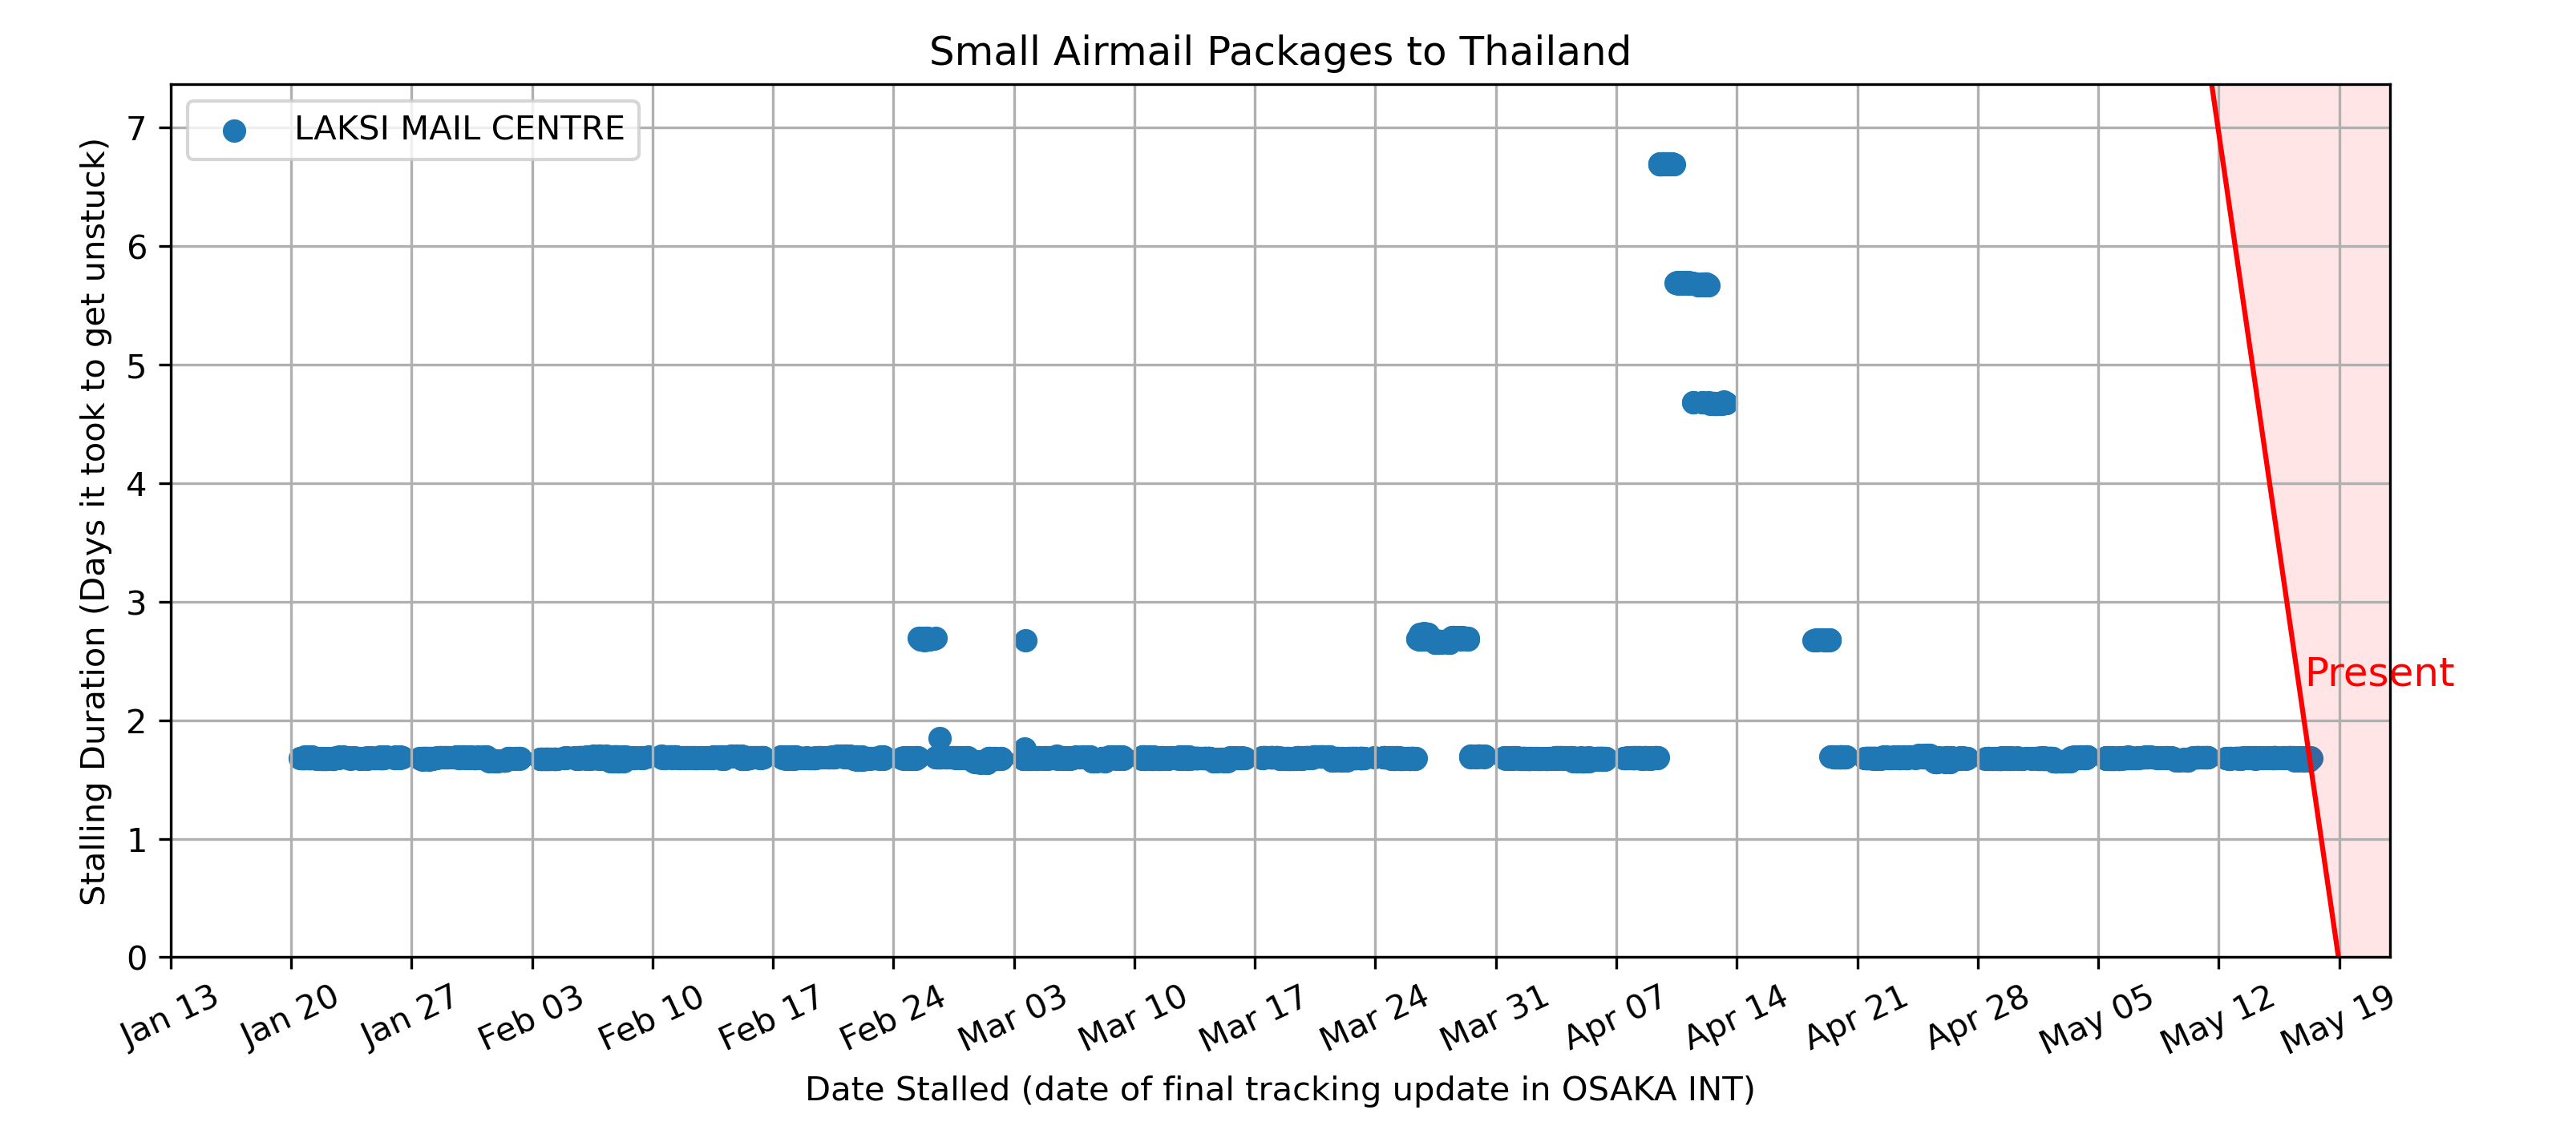 Small Airmail Packages to Thailand
LAKSI MAIL CENTRE
Stalling Duration (Days it took to get unstuck)
7
6
5
4
3
2
1
0
Present
Jan 13
Jan 20
Jan 27
Feb 03
Feb 10
Feb 17
Feb 24
Mar 03
Mar 10
Mar 17
Mar 24
Mar 31
Apr 07
Apr 14
Apr 21
Apr 28
May 05
May 12
May 19
Date Stalled (date of final tracking update in OSAKA INT)